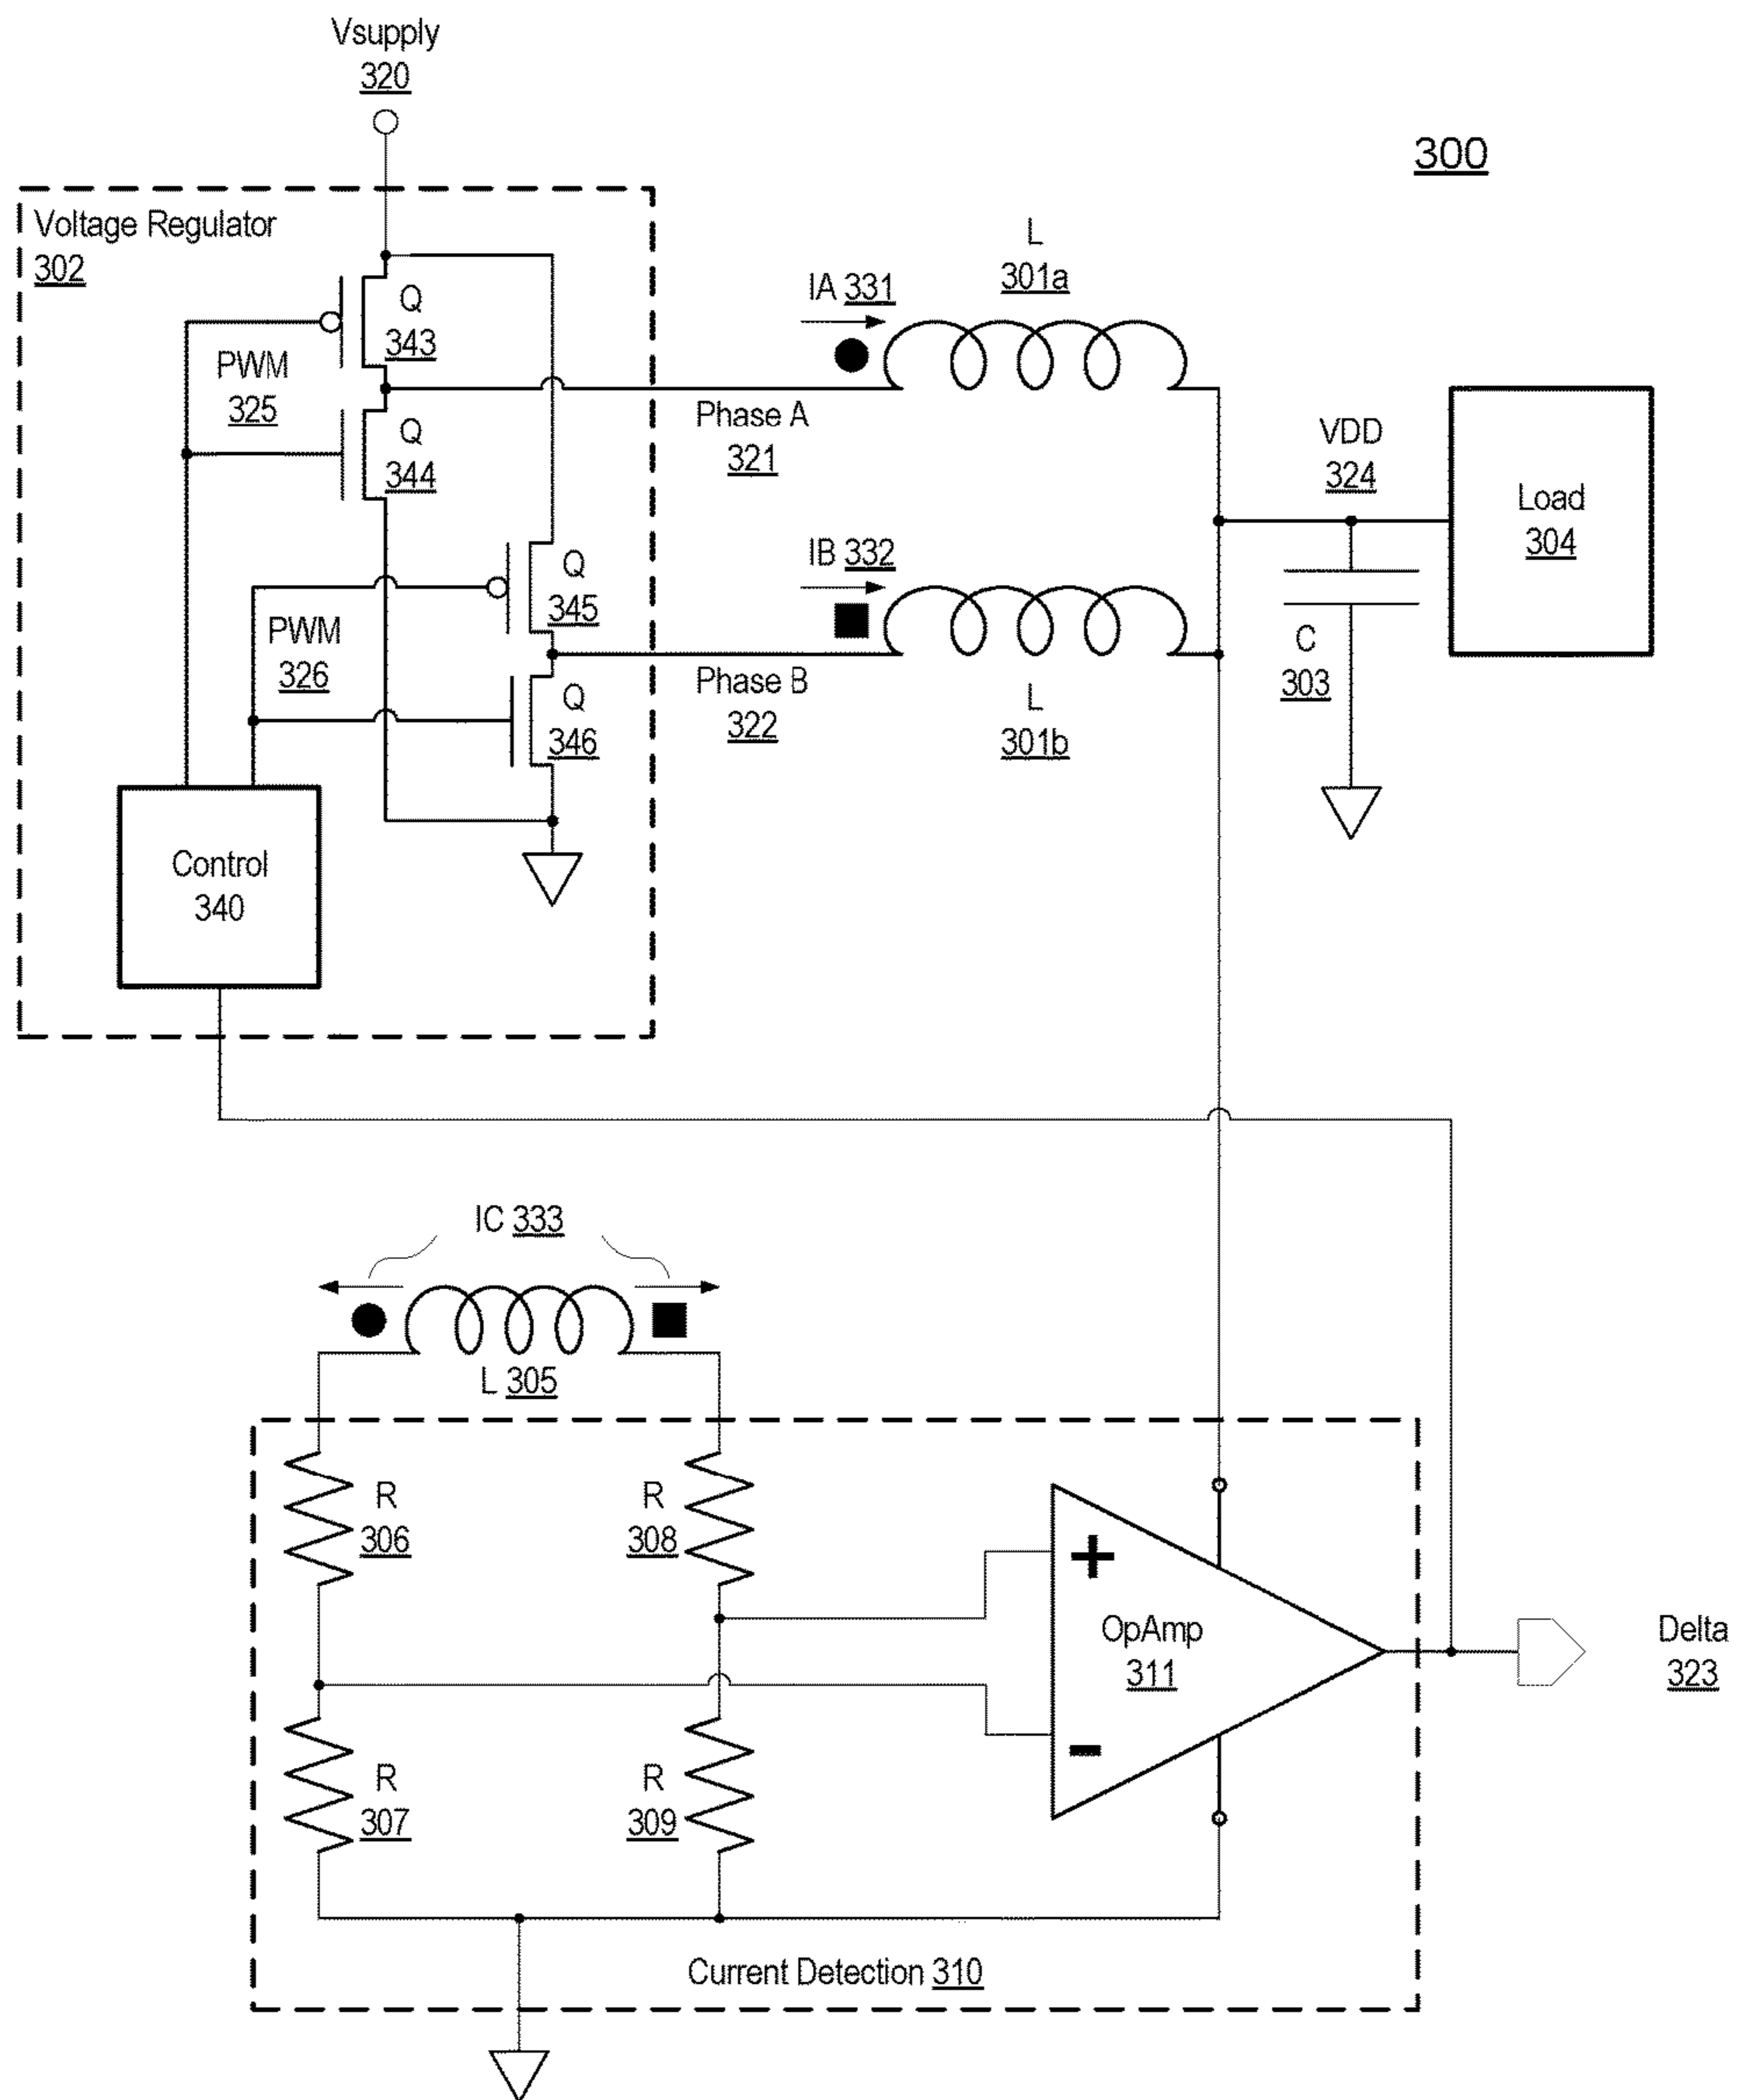 Vsupply
320
300
Voltage Regulator
302
Q
343
PWM
325
Q
344
Q
345
PWM
326
Q
346
Control
340
IA 331
L
301a
Phase A
321
IB 332
Phase B
322
L
301b
VDD
324
Load
304
C
303
IC 333
L 305
R
306
R
308
+
OpAmp
311
-
Delta
323
R
307
R
309
Current Detection 310